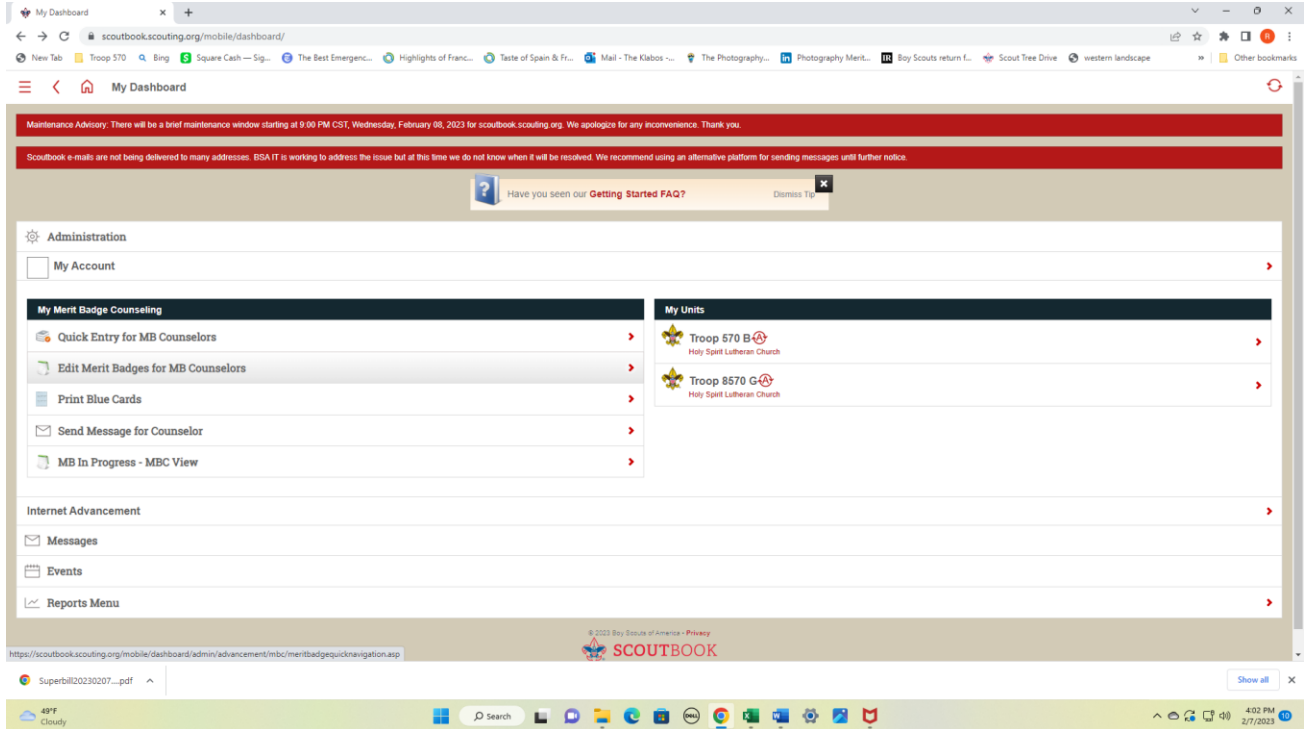 My Dashboard
scoutbook.scouting.org/mobile/dashboard/
R
New Tab Troop 570 Bing Square Cash — Sig... The Best Emergenc... Highlights of Franc... Taste of Spain & Fr... Mail - The Klabos -... The Photography... Photography Merit... Boy Scouts return f... Scout Tree Drive western landscape » Other bookmarks
My Dashboard
Maintenance Advisory: There will be a brief maintenance window starting at 9:00 PM CST, Wednesday, February 08, 2023 for scoutbook.scouting.org. We apologize for any inconvenience. Thank you.
Scoutbook e-mails are not being delivered to many addresses. BSA IT is working to address the issue but at this time we do not know when it will be resolved. We recommend using an alternative platform for sending messages until further notice.
? Have you seen our Getting Started FAQ? Dismiss Tip
Administration
My Account
My Merit Badge Counseling
Quick Entry for MB Counselors
Edit Merit Badges for MB Counselors
Print Blue Cards
Send Message for Counselor
MB In Progress - MBC View
My Units
Troop 570 B A
Holy Spirit Lutheran Church
Troop 8570 G A
Holy Spirit Lutheran Church
Internet Advancement
Messages
Events
Reports Menu
© 2023 Boy Scouts of America - Privacy
SCOUTBOOK
https://scoutbook.scouting.org/mobile/dashboard/admin/advancement/mbc/meritbadgequicknavigation.asp
Superbill20230207....pdf
Show all
49°F
Cloudy
Search
DELL
4:02 PM
2/7/2023
10